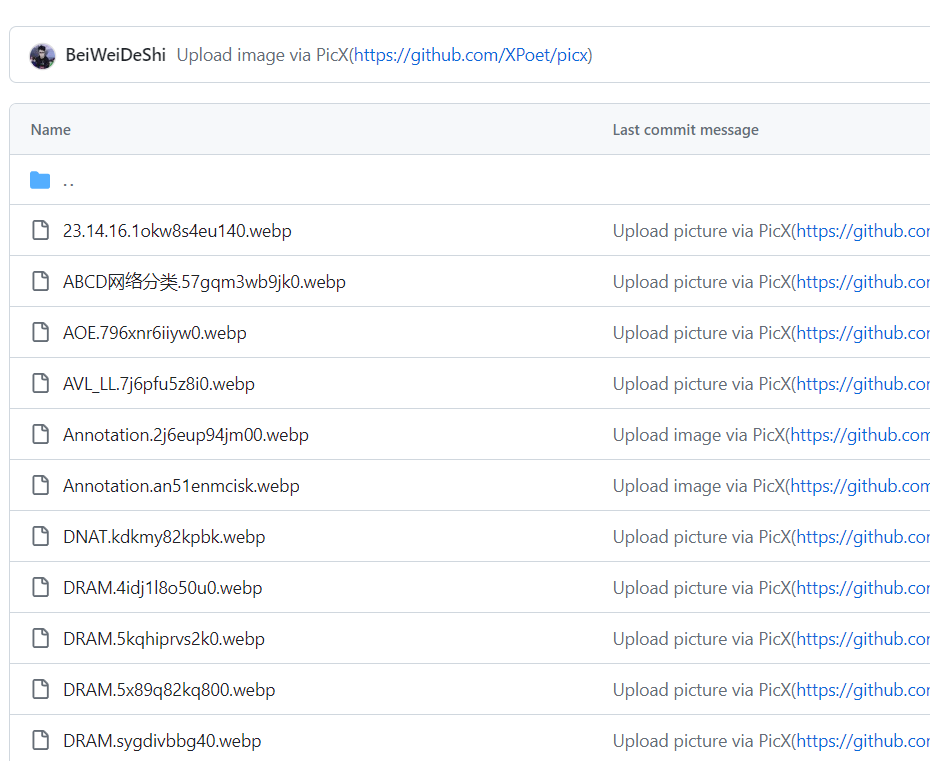 BeiWeiDeShi Upload image via PicX(https://github.com/XPoet/picx)
Name Last commit message
..
23.14.16.1okw8s4eu140.webp Upload picture via PicX(https://github.cor
ABCD网络分类.57gqm3wb9jk0.webp Upload picture via PicX(https://github.cor
AOE.796xnr6iiyw0.webp Upload picture via PicX(https://github.cor
AVL_LL.7j6pfu5z8i0.webp Upload picture via PicX(https://github.cor
Annotation.2j6eup94jm00.webp Upload image via PicX(https://github.com
Annotation.an51enmcisk.webp Upload image via PicX(https://github.com
DNAT.kdkmy82kpbk.webp Upload picture via PicX(https://github.cor
DRAM.4idj1l8o50u0.webp Upload picture via PicX(https://github.cor
DRAM.5kqhiprvs2k0.webp Upload picture via PicX(https://github.cor
DRAM.5x89q82kq800.webp Upload picture via PicX(https://github.cor
DRAM.sygdivbbg40.webp Upload picture via PicX(https://github.cor